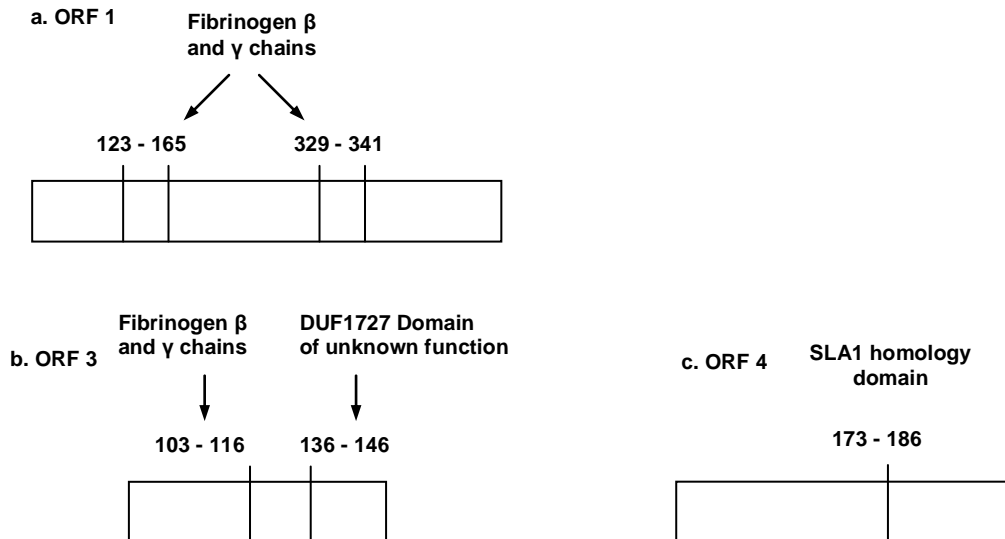 a. ORF 1
Fibrinogen β
and γ chains
123 - 165
329 - 341
b. ORF 3
Fibrinogen β
and γ chains
DUF1727 Domain
of unknown function
103 - 116
136 - 146
c. ORF 4
SLA1 homology
domain
173 - 186